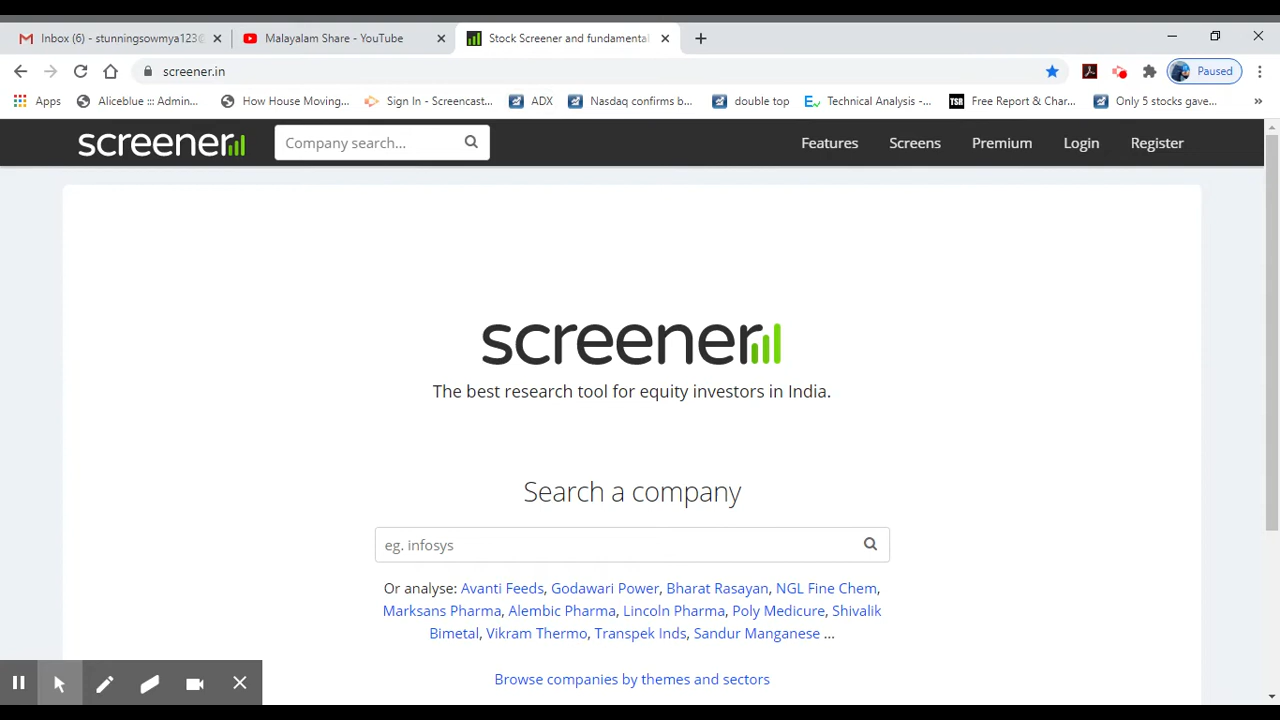 Inbox (6) - stunningsowmya123@ Malayalam Share - YouTube Stock Screener and fundamental
screener.in Paused
Apps Aliceblue ::: Admin... How House Moving... Sign In - Screencast... ADX Nasdaq confirms b... double top Technical Analysis -... TSR Free Report & Char... Only 5 stocks gave... »
screener Company search... Features Screens Premium Login Register
screener
The best research tool for equity investors in India.
Search a company
eg. infosys
Or analyse: Avanti Feeds, Godawari Power, Bharat Rasayan, NGL Fine Chem,
Marksans Pharma, Alembic Pharma, Lincoln Pharma, Poly Medicure, Shivalik
Bimetal, Vikram Thermo, Transpek Inds, Sandur Manganese ...
Browse companies by themes and sectors